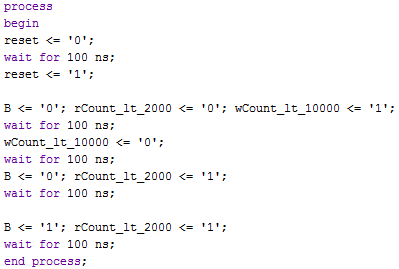 process
begin
reset <= '0';
wait for 100 ns;
reset <= '1';
B <= '0'; rCount_lt_2000 <= '0'; wCount_lt_10000 <= '1';
wait for 100 ns;
wCount_lt_10000 <= '0';
wait for 100 ns;
B <= '0'; rCount_lt_2000 <= '1';
wait for 100 ns;
B <= '1'; rCount_lt_2000 <= '1';
wait for 100 ns;
end process;